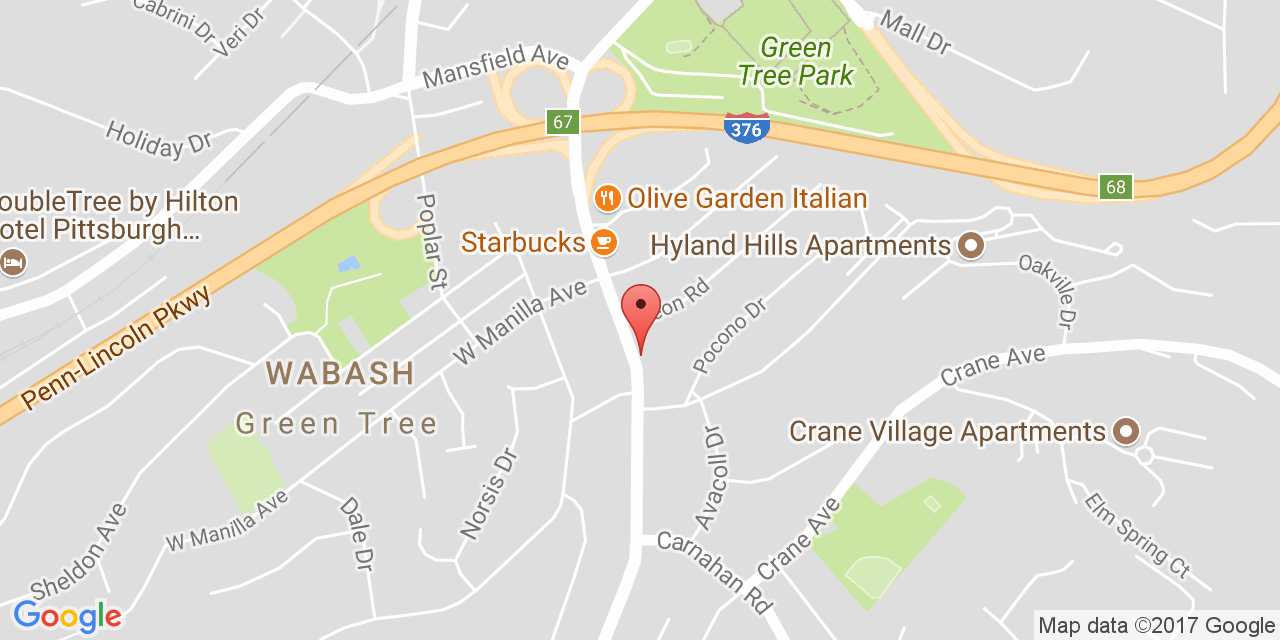 Cabrini Dr
Veri Dr
Mall Dr
Green
Tree Park
Mansfield Ave
Holiday Dr
67
376
68
oubleTree by Hilton
otel Pittsburgh...
Poplar St
Olive Garden Italian
Starbucks
Hyland Hills Apartments
Oakville Dr
Penn-Lincoln Pkwy
W Manilla Ave
eon Rd
Pocono Dr
WABASH
Green Tree
Crane Ave
Crane Village Apartments
Avacoll Dr
Norsis Dr
W Manilla Ave
Dale Dr
Sheldon Ave
Crane Ave
Elm Spring Ct
Carnahan Rd
Google
Map data ©2017 Google